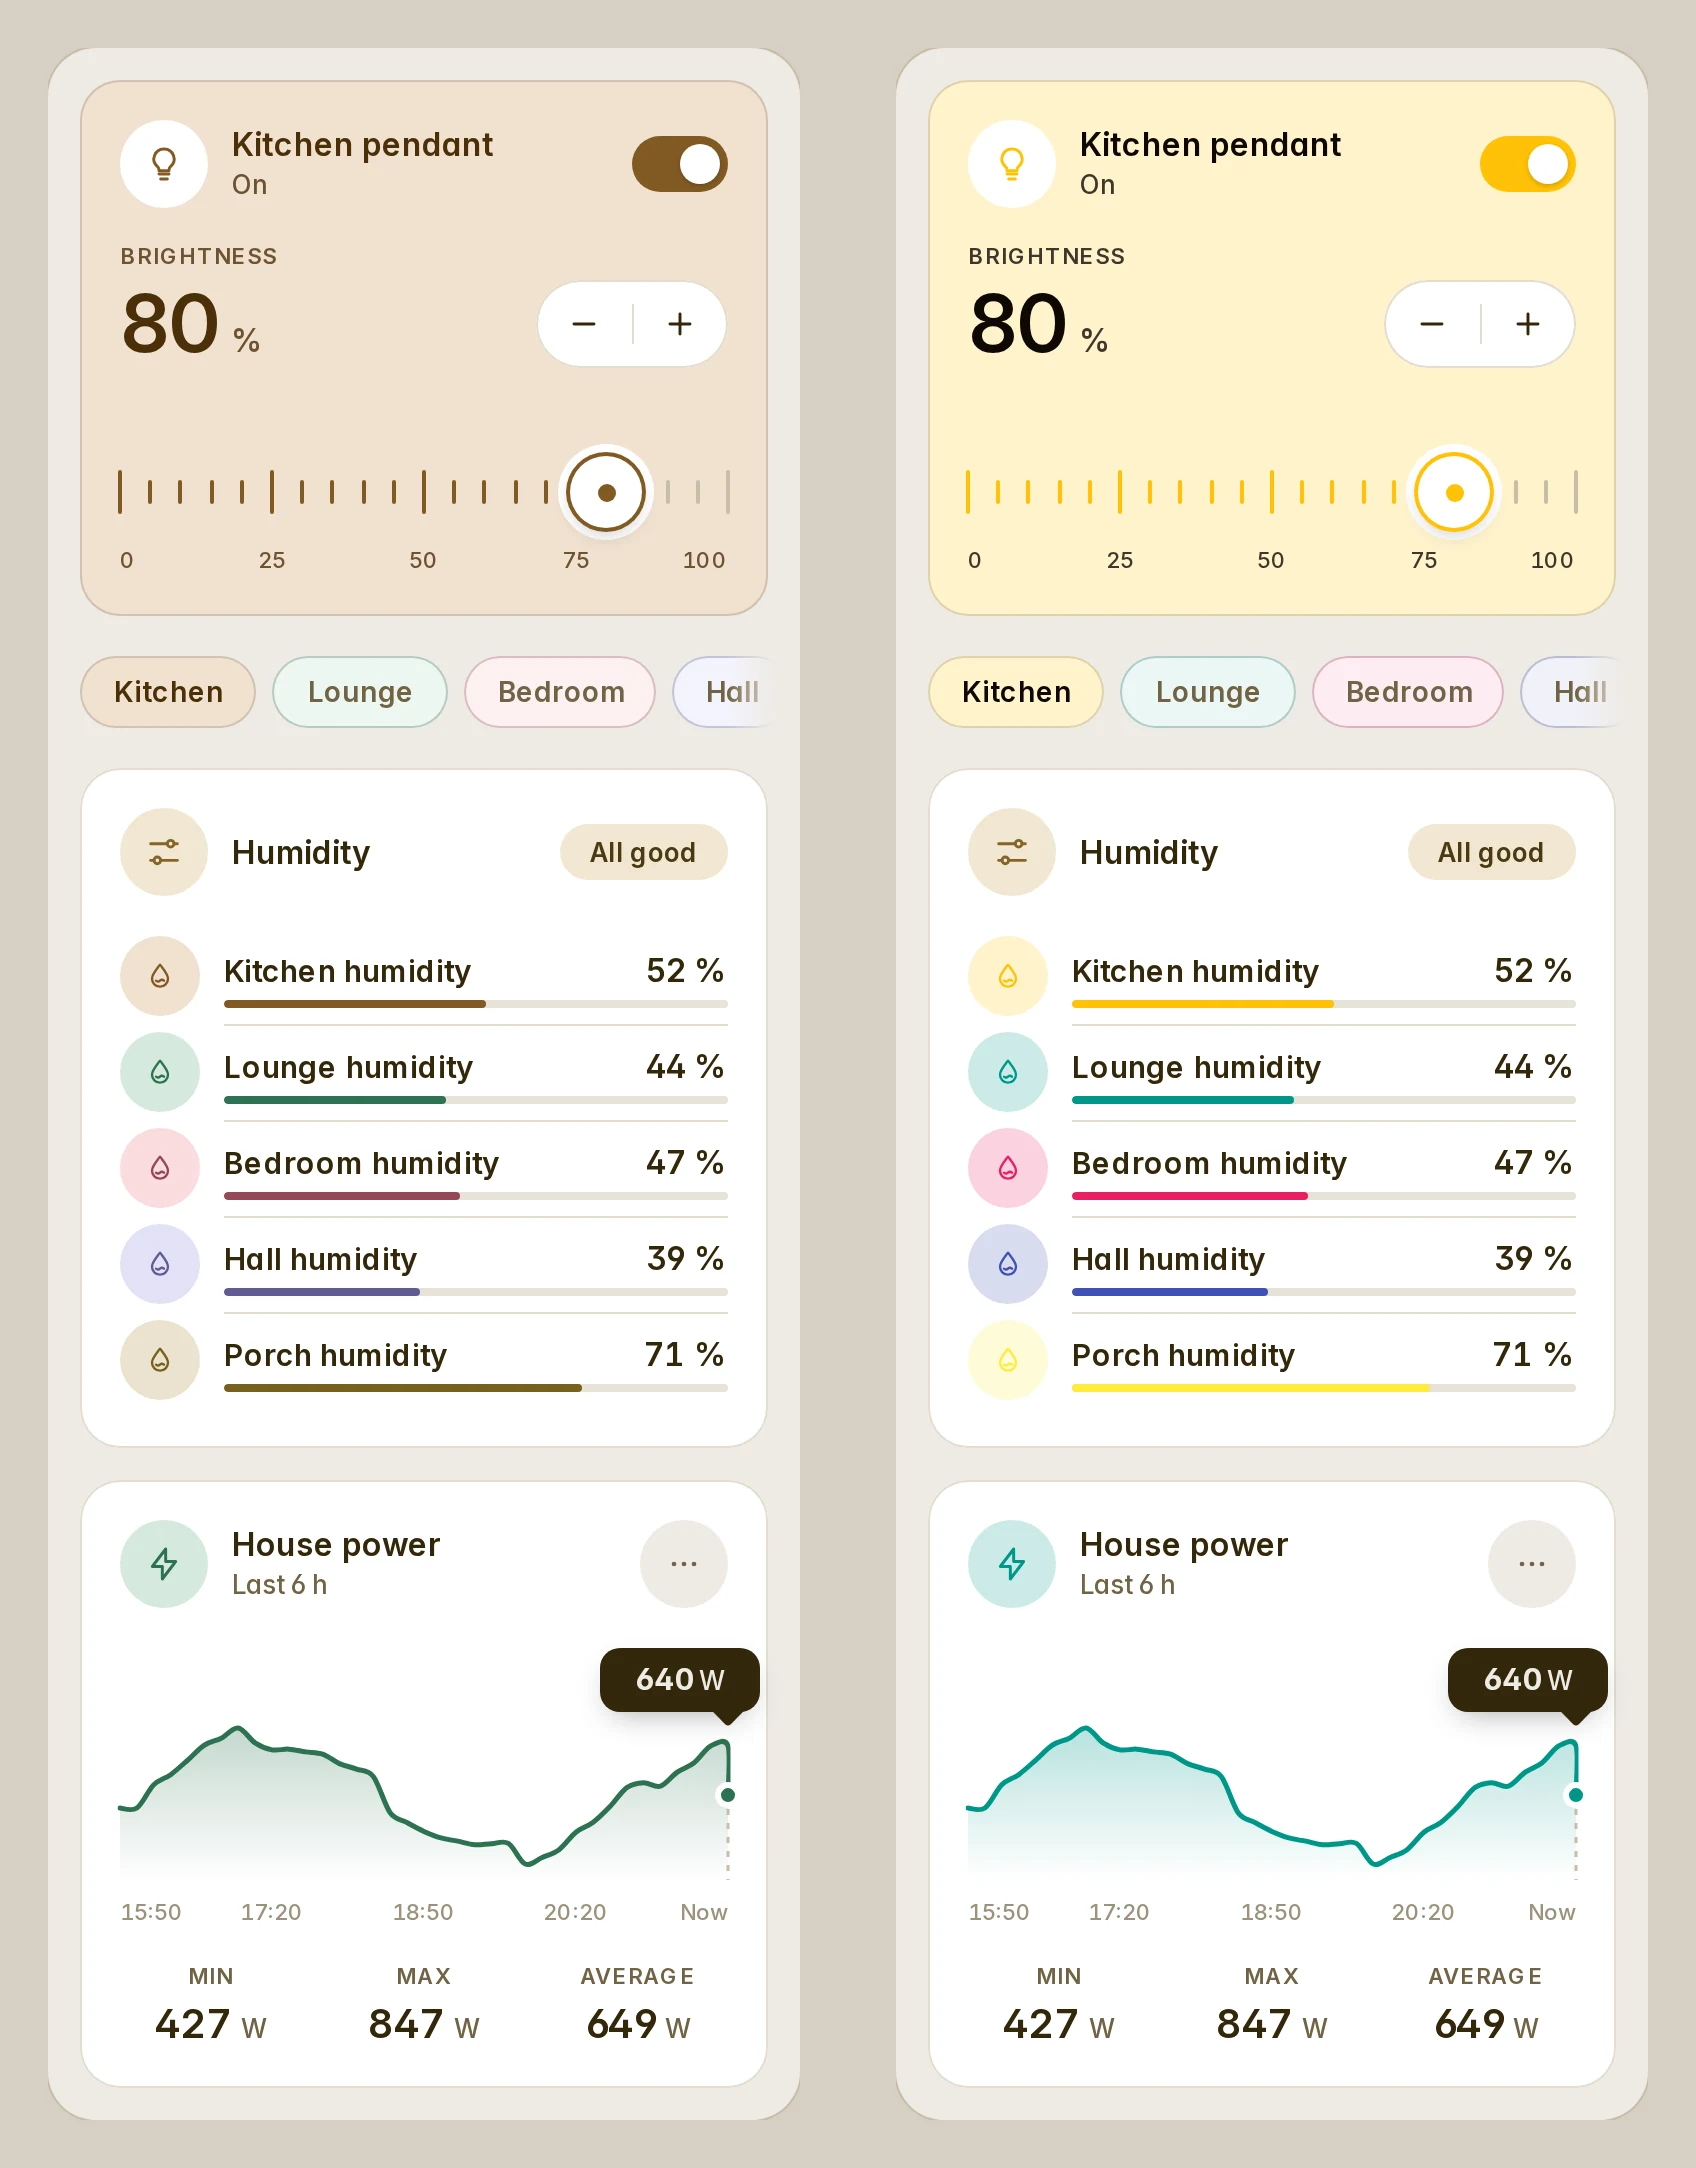 Kitchen pendant
On
BRIGHTNESS
80 %
0 25 50 75 100
Kitchen Lounge Bedroom Hall
Humidity All good
Kitchen humidity 52 %
Lounge humidity 44 %
Bedroom humidity 47 %
Hall humidity 39 %
Porch humidity 71 %
House power
Last 6 h
640 W
15:50 17:20 18:50 20:20 Now
MIN MAX AVERAGE
427 W 847 W 649 W
Kitchen pendant
On
BRIGHTNESS
80 %
0 25 50 75 100
Kitchen Lounge Bedroom Hall
Humidity All good
Kitchen humidity 52 %
Lounge humidity 44 %
Bedroom humidity 47 %
Hall humidity 39 %
Porch humidity 71 %
House power
Last 6 h
640 W
15:50 17:20 18:50 20:20 Now
MIN MAX AVERAGE
427 W 847 W 649 W